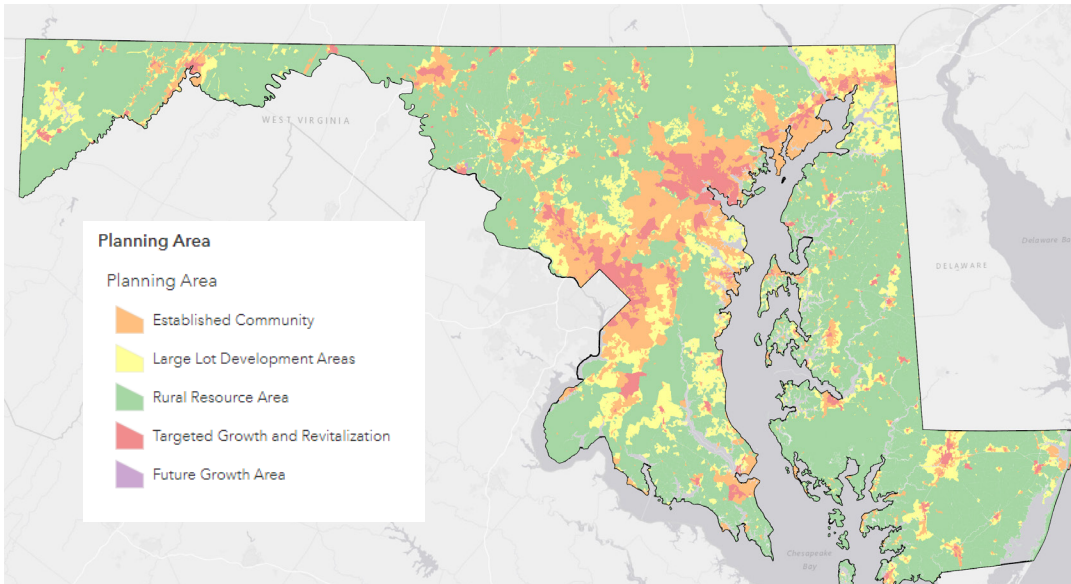 WEST VIRGINIA
Planning Area
Planning Area
Established Community
Large Lot Development Areas
Rural Resource Area
Targeted Growth and Revitalization
Future Growth Area
Delaware Ba
DELAWARE
Chesapeake
Bay